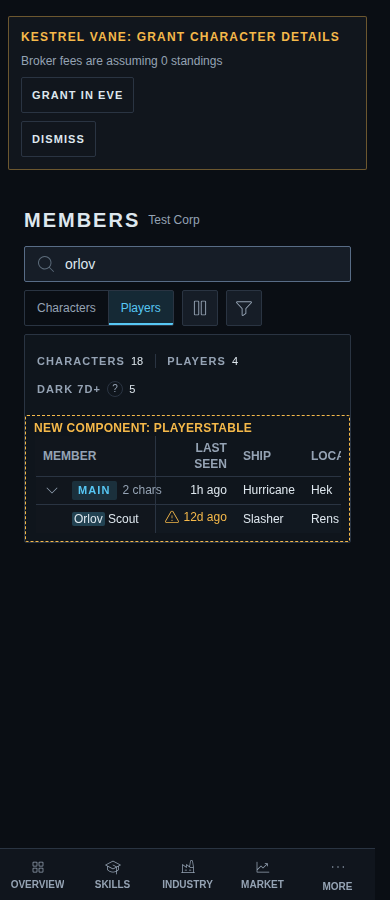 KESTREL VANE: GRANT CHARACTER DETAILS
Broker fees are assuming 0 standings
GRANT IN EVE
DISMISS
MEMBERS Test Corp
orlov
Characters Players
CHARACTERS 18 PLAYERS 4
DARK 7D+ ? 5
NEW COMPONENT: PLAYERSTABLE
MEMBER LAST SEEN SHIP LOCA
MAIN 2 chars 1h ago Hurricane Hek
Orlov Scout 12d ago Slasher Rens
OVERVIEW SKILLS INDUSTRY MARKET MORE